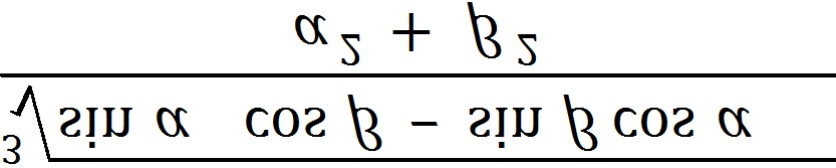 ∛(sin α cos β − sin β cos α)
α² + β²